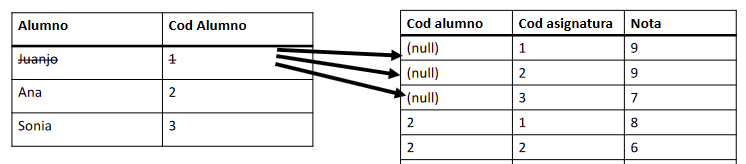 Alumno Cod Alumno
Juanjo 1
Ana 2
Sonia 3
Cod alumno Cod asignatura Nota
(null) 1 9
(null) 2 9
(null) 3 7
2 1 8
2 2 6